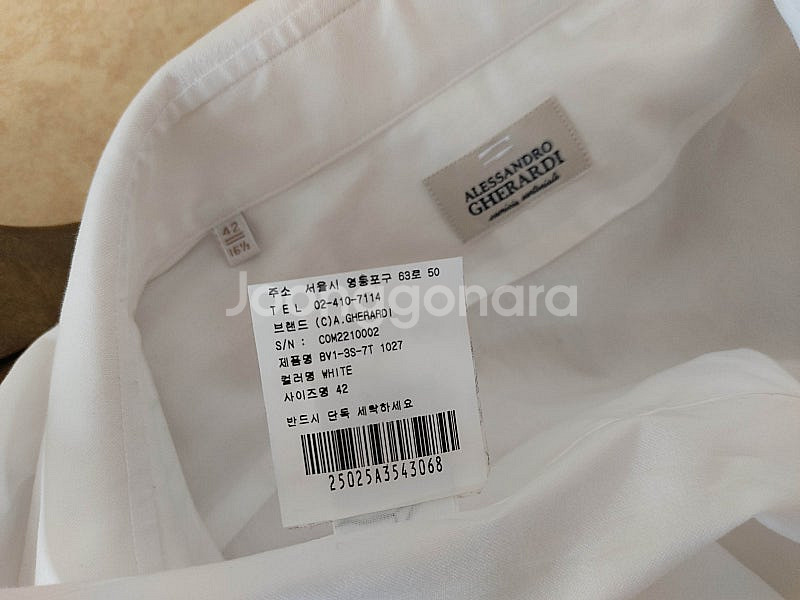 ALESSANDRO
GHERARDI
42
16½
주소 서울시 영등포구 63로 50
TEL 02-410-7114
브랜드 (C)A.GHERARDI
S/N : COM2210002
제품명 BV1-3S-7T 1027
컬러명 WHITE
사이즈명 42
반드시 단독 세탁하세요
25025A3543068
Joonggonara